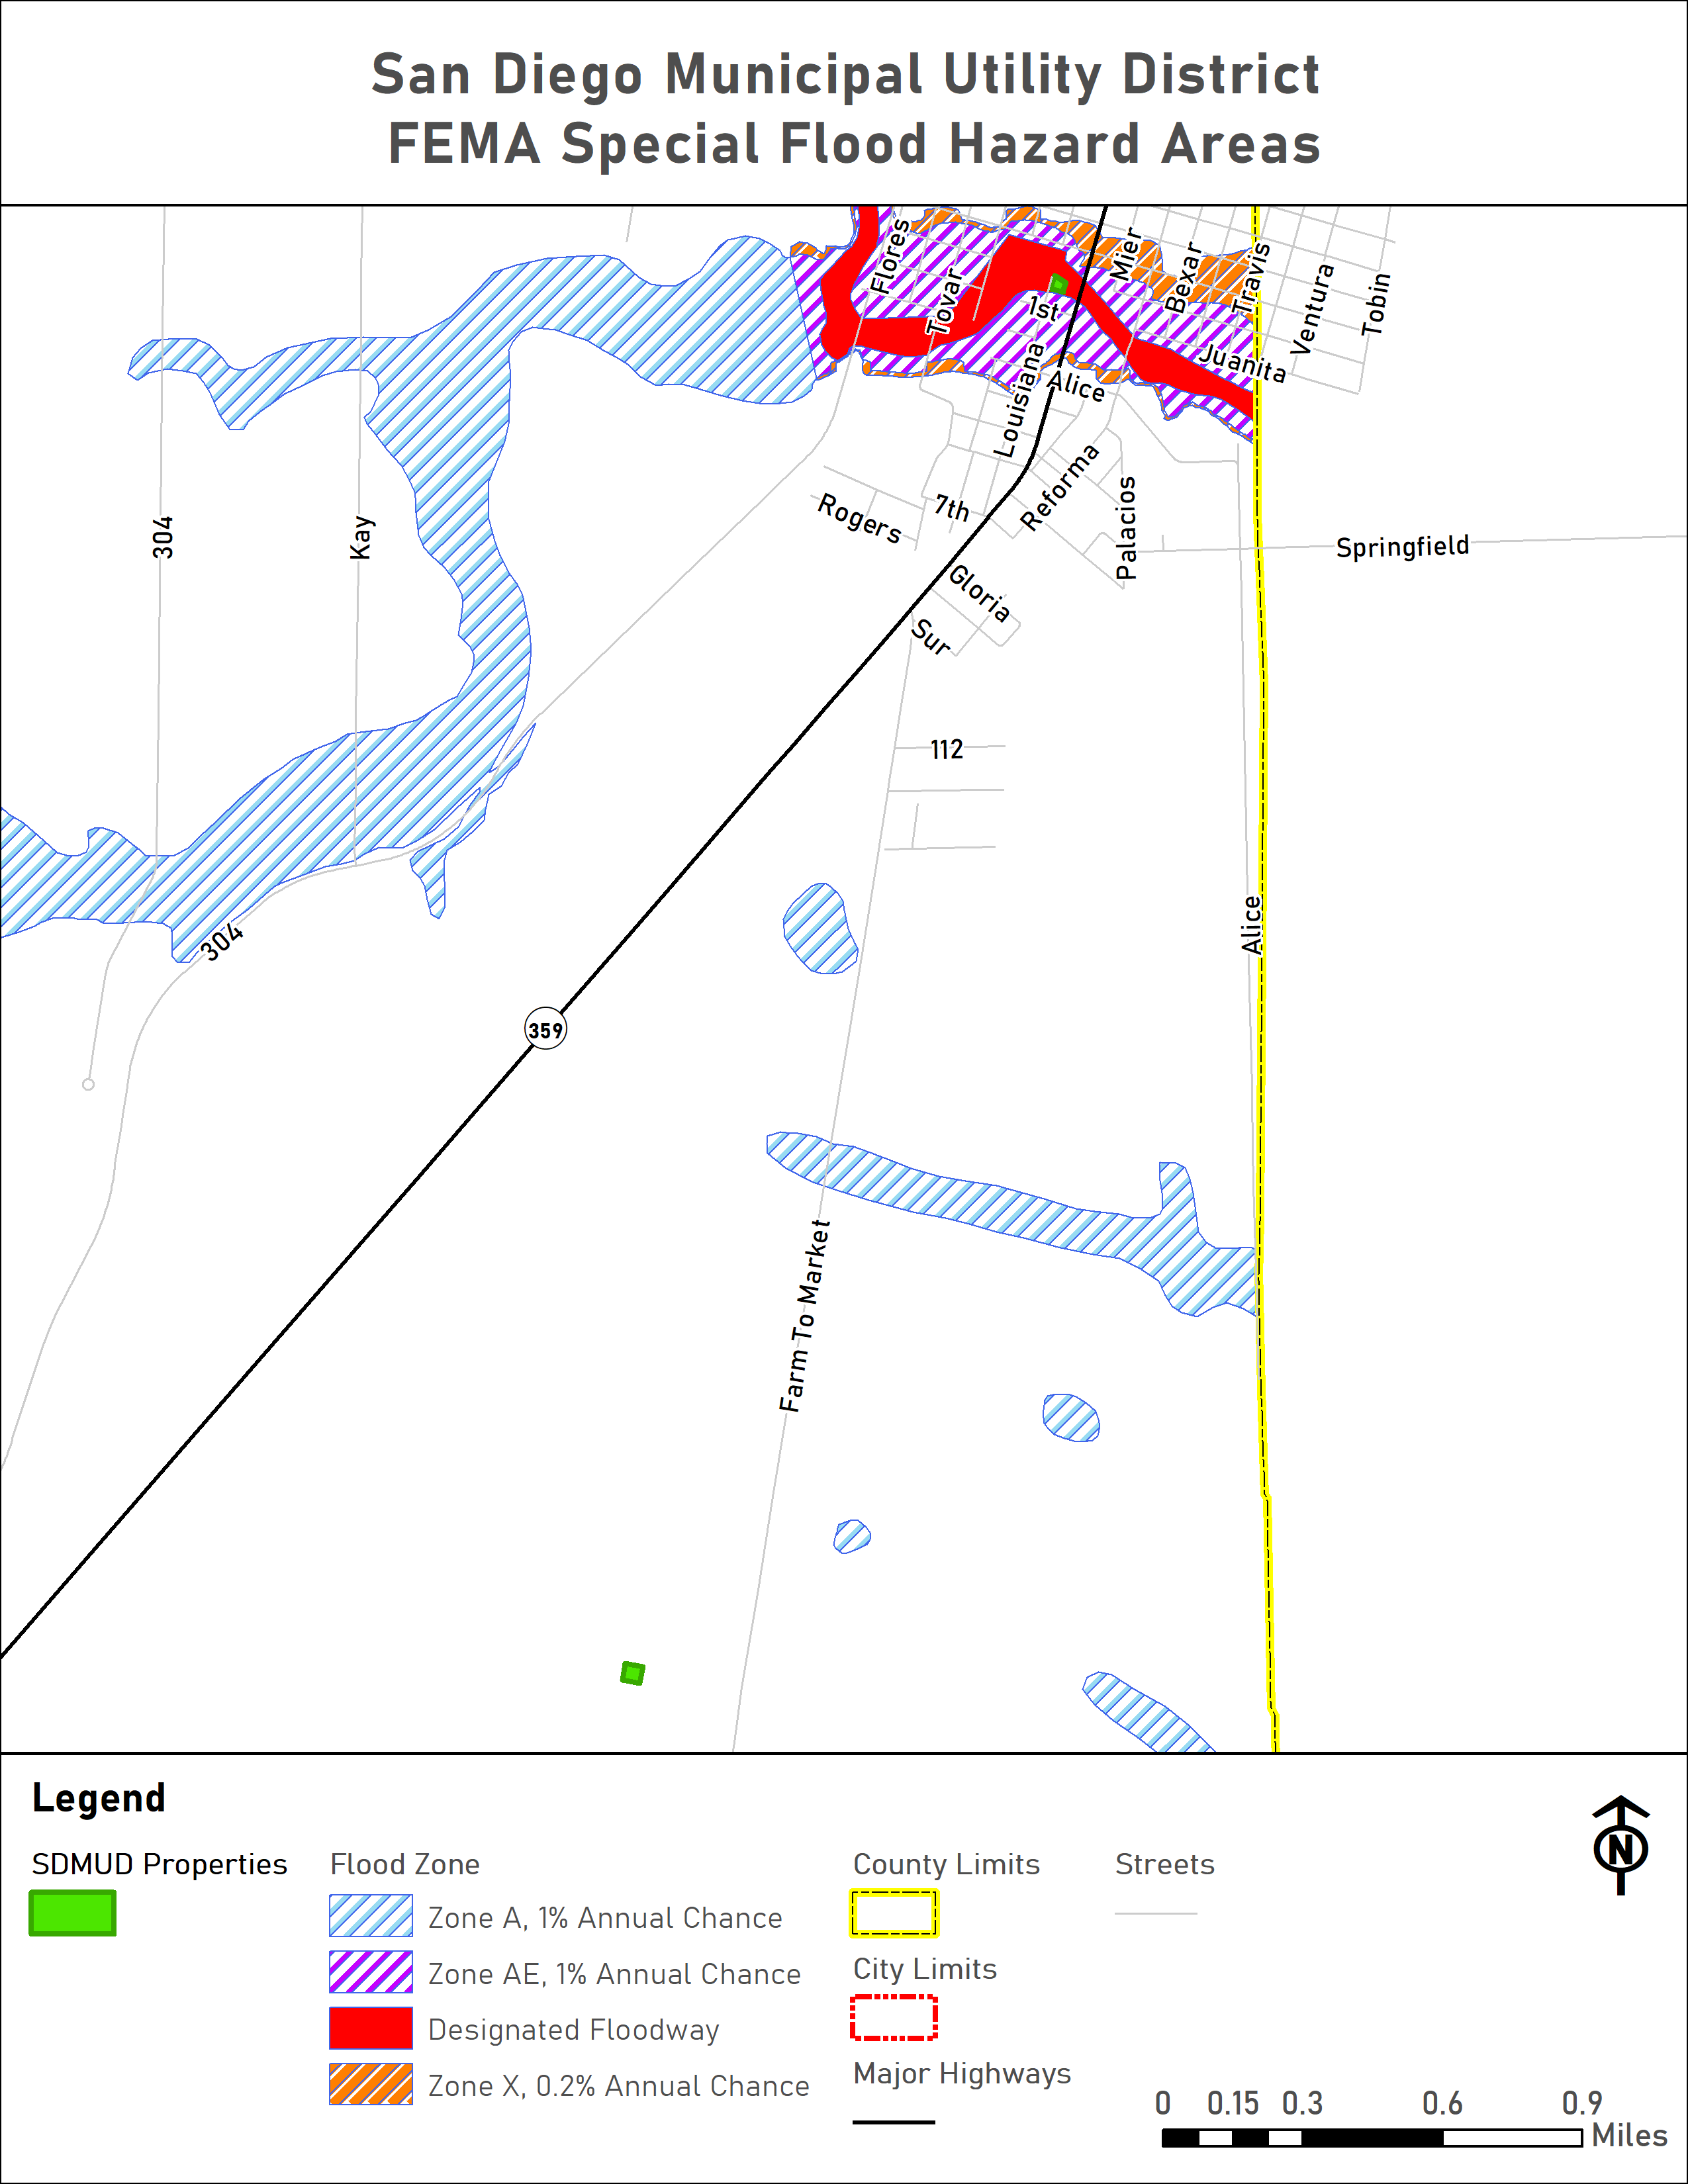 San Diego Municipal Utility District
FEMA Special Flood Hazard Areas
Flores
Tovar
1st
Mier
Bexar
Travis
Ventura
Tobin
Juanita
Louisiana
Alice
Reforma
7th
Rogers
Palacios
Springfield
304
Kay
Gloria
Sur
112
Alice
304
359
Farm To Market
Legend
SDMUD Properties
Flood Zone
Zone A, 1% Annual Chance
Zone AE, 1% Annual Chance
Designated Floodway
Zone X, 0.2% Annual Chance
County Limits
City Limits
Major Highways
Streets
N
0 0.15 0.3 0.6 0.9
Miles